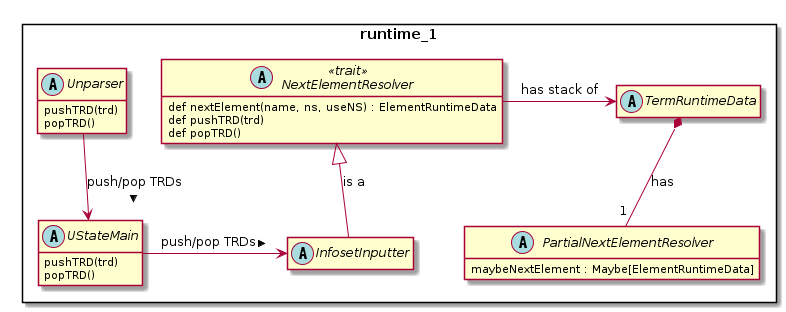 runtime_1
A Unparser
pushTRD(trd)
popTRD()
A «trait»
NextElementResolver
def nextElement(name, ns, useNS) : ElementRuntimeData
def pushTRD(trd)
def popTRD()
has stack of
A TermRuntimeData
push/pop TRDs
is a
has
1
A UStateMain
pushTRD(trd)
popTRD()
push/pop TRDs
A InfosetInputter
A PartialNextElementResolver
maybeNextElement : Maybe[ElementRuntimeData]